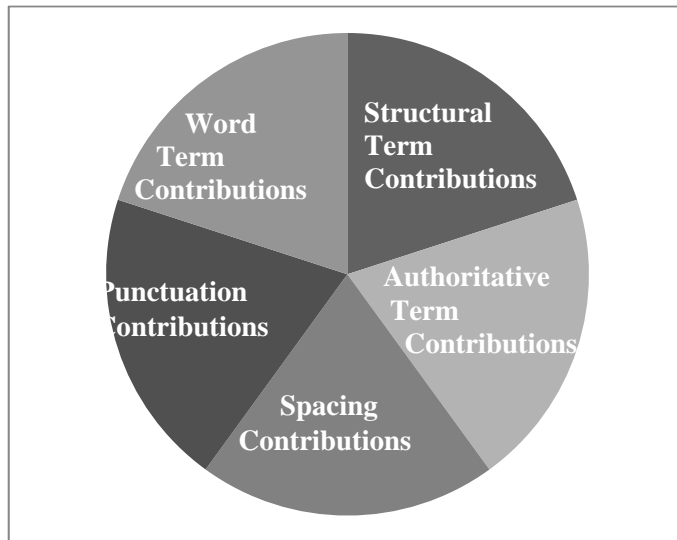 Structural
Term
Contributions
Authoritative
Term
Contributions
Spacing
Contributions
Punctuation
Contributions
Word
Term
Contributions